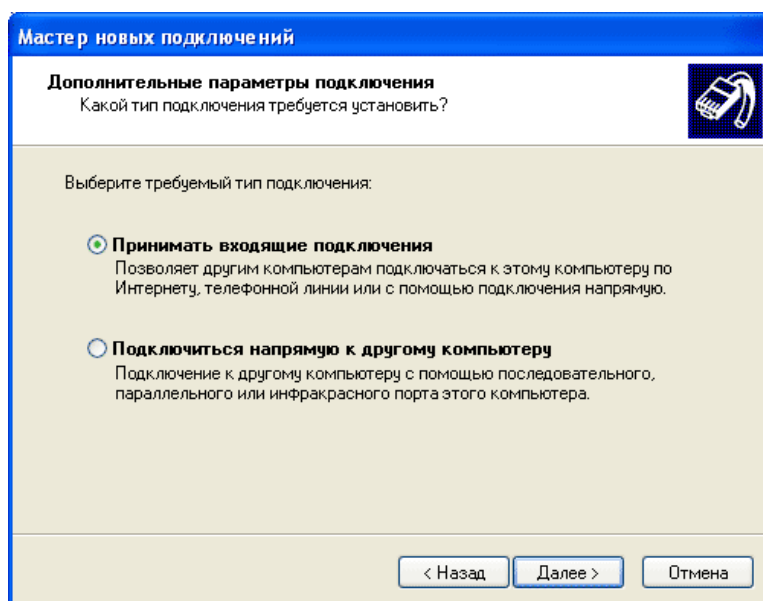 Мастер новых подключений
Дополнительные параметры подключения
Какой тип подключения требуется установить?
Выберите требуемый тип подключения:
Принимать входящие подключения
Позволяет другим компьютерам подключаться к этому компьютеру по
Интернету, телефонной линии или с помощью подключения напрямую.
Подключиться напрямую к другому компьютеру
Подключение к другому компьютеру с помощью последовательного,
параллельного или инфракрасного порта этого компьютера.
< Назад Далее > Отмена